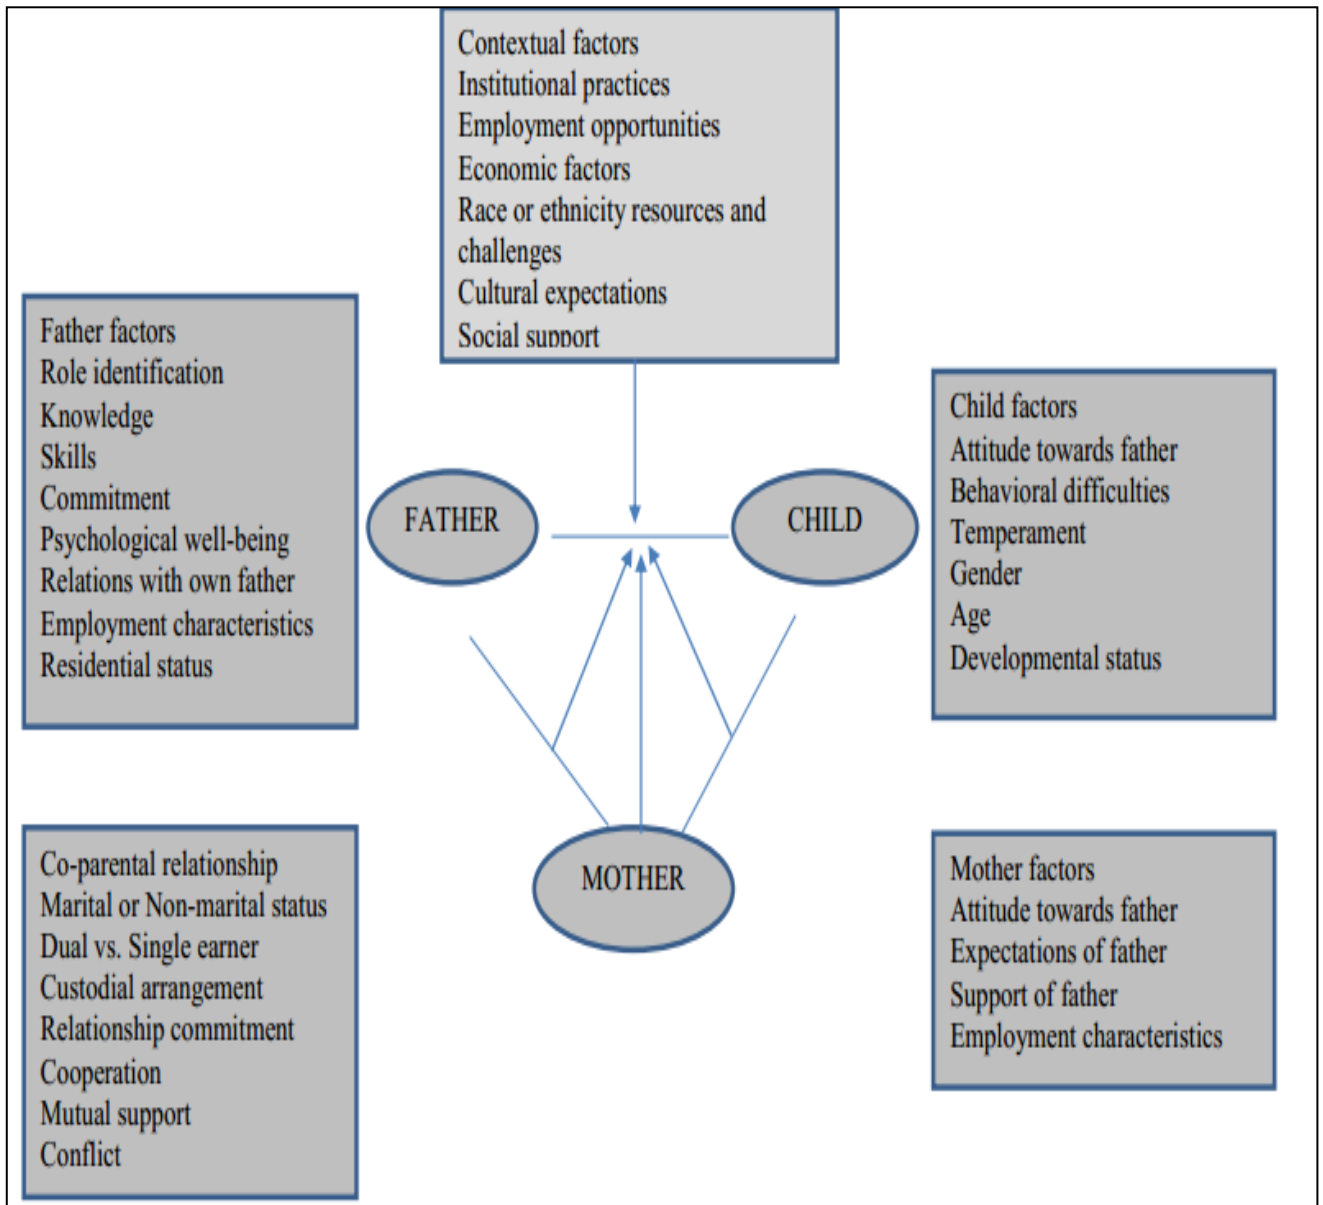 Contextual factors
Institutional practices
Employment opportunities
Economic factors
Race or ethnicity resources and
challenges
Cultural expectations
Social support
Father factors
Role identification
Knowledge
Skills
Commitment
Psychological well-being
Relations with own father
Employment characteristics
Residential status
FATHER
CHILD
Child factors
Attitude towards father
Behavioral difficulties
Temperament
Gender
Age
Developmental status
Co-parental relationship
Marital or Non-marital status
Dual vs. Single earner
Custodial arrangement
Relationship commitment
Cooperation
Mutual support
Conflict
MOTHER
Mother factors
Attitude towards father
Expectations of father
Support of father
Employment characteristics